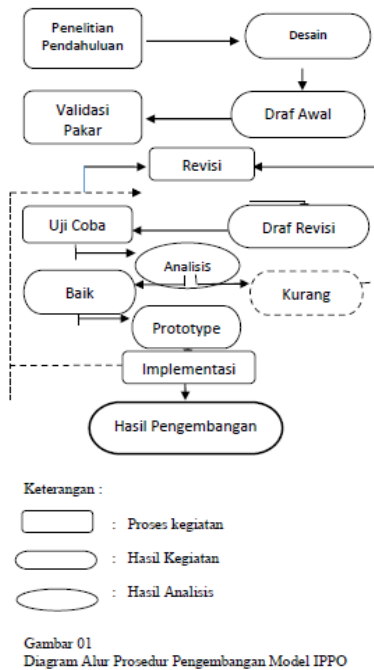 Penelitian
Pendahuluan
Desain
Validasi
Pakar
Draf Awal
Revisi
Uji Coba
Draf Revisi
Analisis
Baik
Kurang
Prototype
Implementasi
Hasil Pengembangan
Keterangan :
: Proses kegiatan
: Hasil Kegiatan
: Hasil Analisis
Gambar 01
Diagram Alur Prosedur Pengembangan Model IPPO